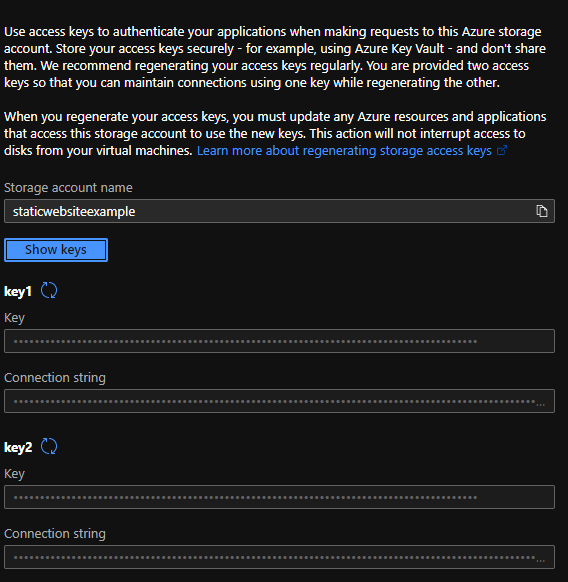 Use access keys to authenticate your applications when making requests to this Azure storage
account. Store your access keys securely - for example, using Azure Key Vault - and don't share
them. We recommend regenerating your access keys regularly. You are provided two access
keys so that you can maintain connections using one key while regenerating the other.
When you regenerate your access keys, you must update any Azure resources and applications
that access this storage account to use the new keys. This action will not interrupt access to
disks from your virtual machines. Learn more about regenerating storage access keys
Storage account name
staticwebsiteexample
Show keys
key1
Key
Connection string
key2
Key
Connection string